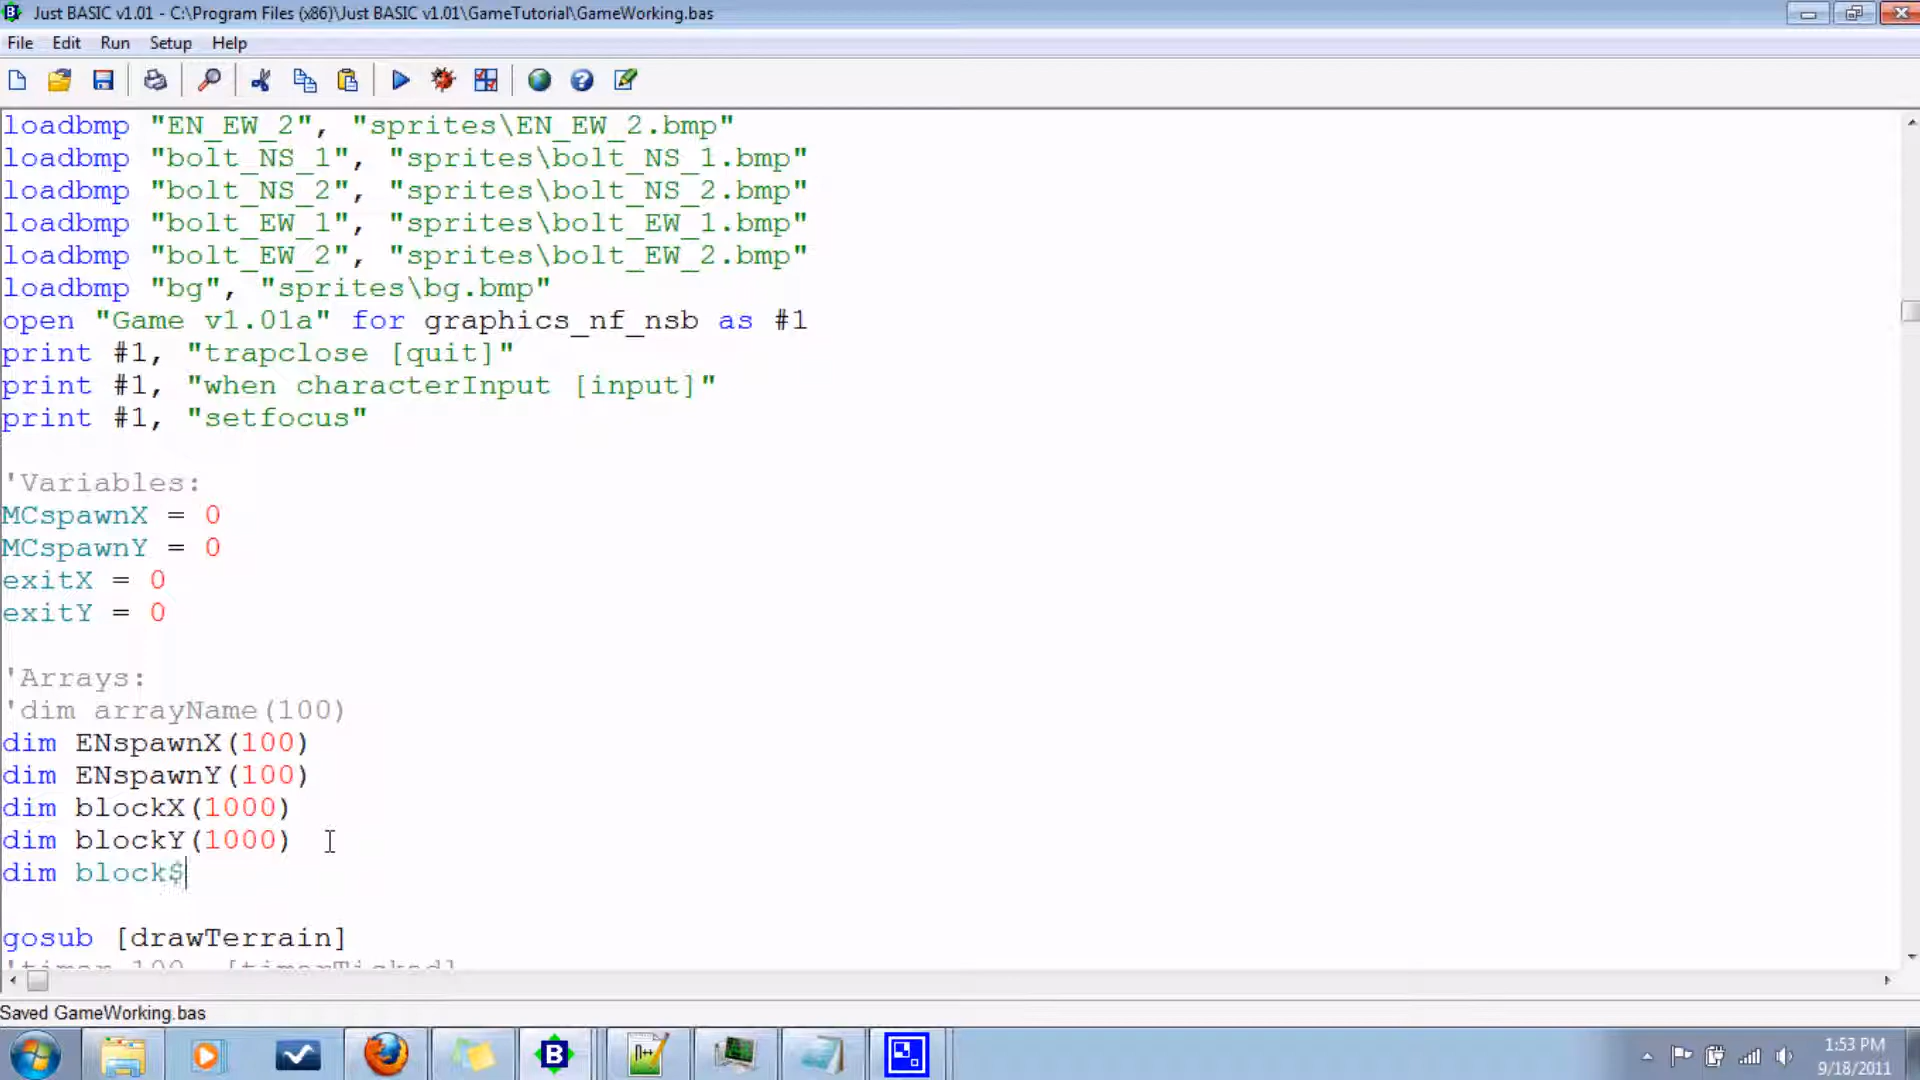 Just BASIC v1.01 - C:\Program Files (x86)\Just BASIC v1.01\GameTutorial\GameWorking.bas
File Edit Run Setup Help
loadbmp "EN_EW_2", "sprites\EN_EW_2.bmp"
loadbmp "bolt_NS_1", "sprites\bolt_NS_1.bmp"
loadbmp "bolt_NS_2", "sprites\bolt_NS_2.bmp"
loadbmp "bolt_EW_1", "sprites\bolt_EW_1.bmp"
loadbmp "bolt_EW_2", "sprites\bolt_EW_2.bmp"
loadbmp "bg", "sprites\bg.bmp"
open "Game v1.01a" for graphics_nf_nsb as #1
print #1, "trapclose [quit]"
print #1, "when characterInput [input]"
print #1, "setfocus"
'Variables:
MCspawnX = 0
MCspawnY = 0
exitX = 0
exitY = 0
'Arrays:
'dim arrayName(100)
dim ENspawnX(100)
dim ENspawnY(100)
dim blockX(1000)
dim blockY(1000)
dim block$
gosub [drawTerrain]
'timer 100, [timerTicked]
Saved GameWorking.bas
1:53 PM
9/18/2011